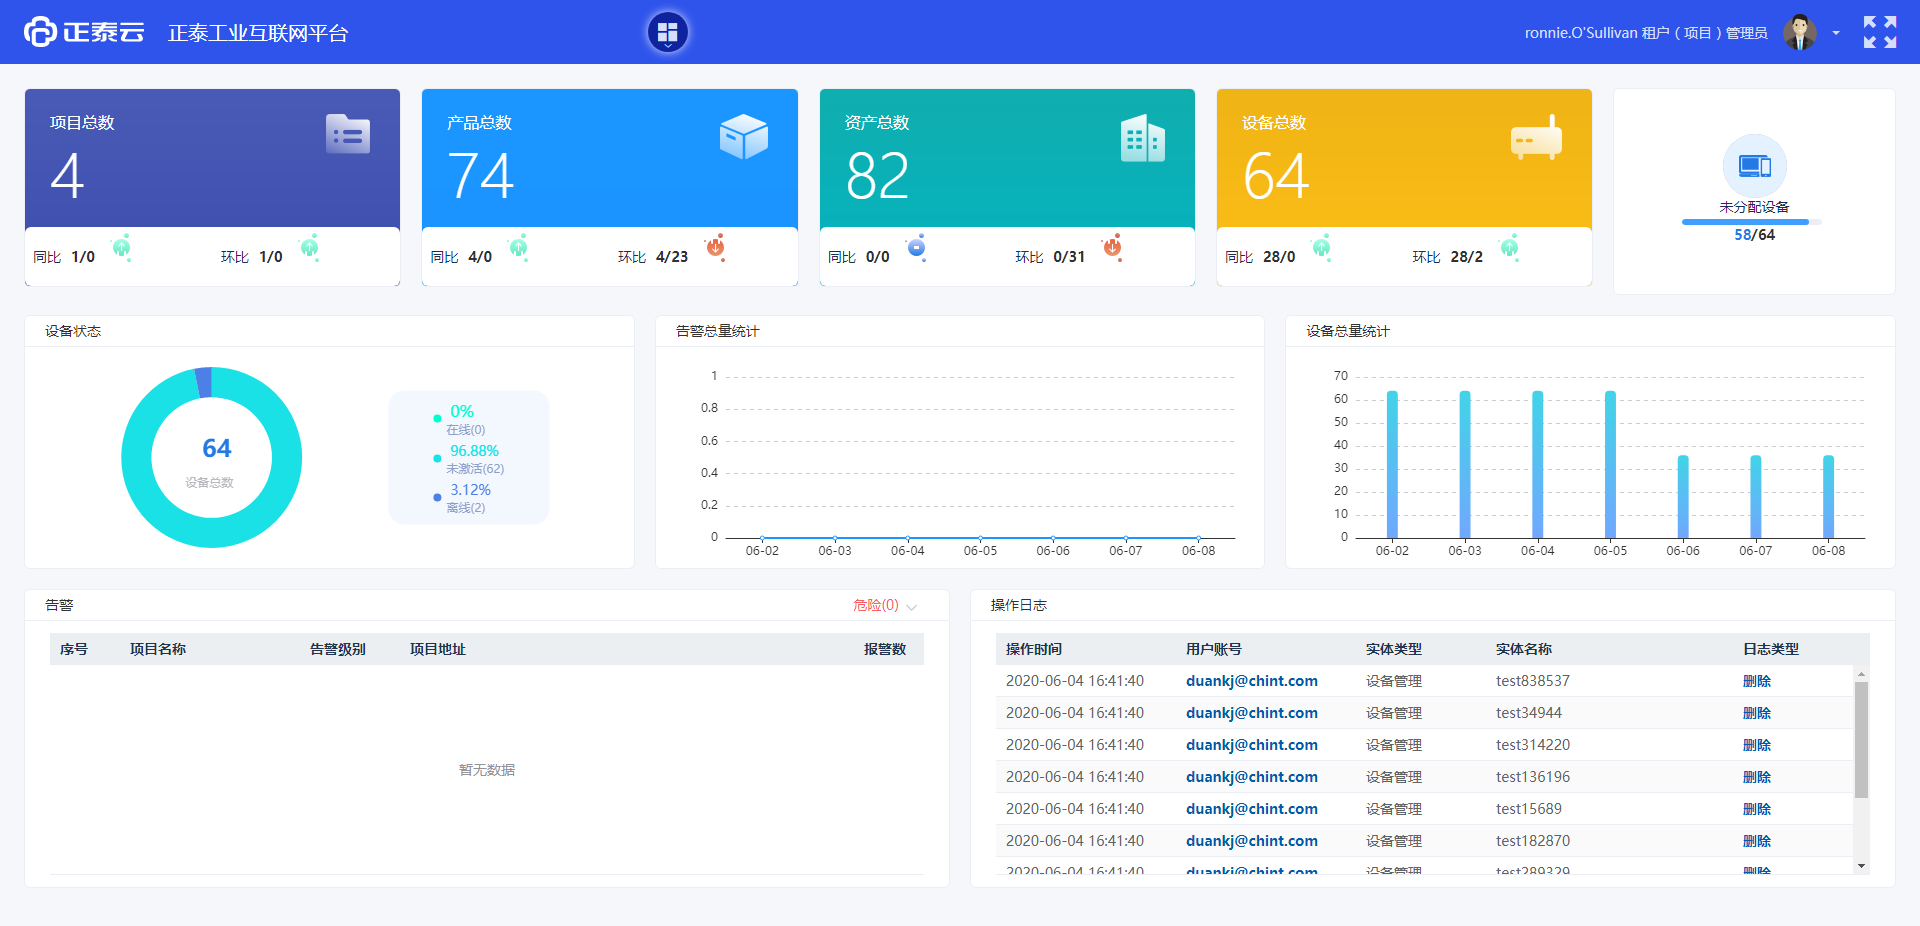 正泰云 正泰工业互联网平台
ronnie.O'Sullivan 租户（项目）管理员
项目总数
4
同比 1/0 环比 1/0
产品总数
74
同比 4/0 环比 4/23
资产总数
82
同比 0/0 环比 0/31
设备总数
64
同比 28/0 环比 28/2
未分配设备
58/64
设备状态
64
设备总数
0%
在线(0)
96.88%
未激活(62)
3.12%
离线(2)
告警总量统计
1
0.8
0.6
0.4
0.2
0
06-02 06-03 06-04 06-05 06-06 06-07 06-08
设备总量统计
70
60
50
40
30
20
10
0
06-02 06-03 06-04 06-05 06-06 06-07 06-08
告警 危险(0)
序号 项目名称 告警级别 项目地址 报警数
暂无数据
操作日志
操作时间 用户账号 实体类型 实体名称 日志类型
2020-06-04 16:41:40 duankj@chint.com 设备管理 test838537 删除
2020-06-04 16:41:40 duankj@chint.com 设备管理 test34944 删除
2020-06-04 16:41:40 duankj@chint.com 设备管理 test314220 删除
2020-06-04 16:41:40 duankj@chint.com 设备管理 test136196 删除
2020-06-04 16:41:40 duankj@chint.com 设备管理 test15689 删除
2020-06-04 16:41:40 duankj@chint.com 设备管理 test182870 删除
2020-06-04 16:41:40 duankj@chint.com 设备管理 test289329 删除